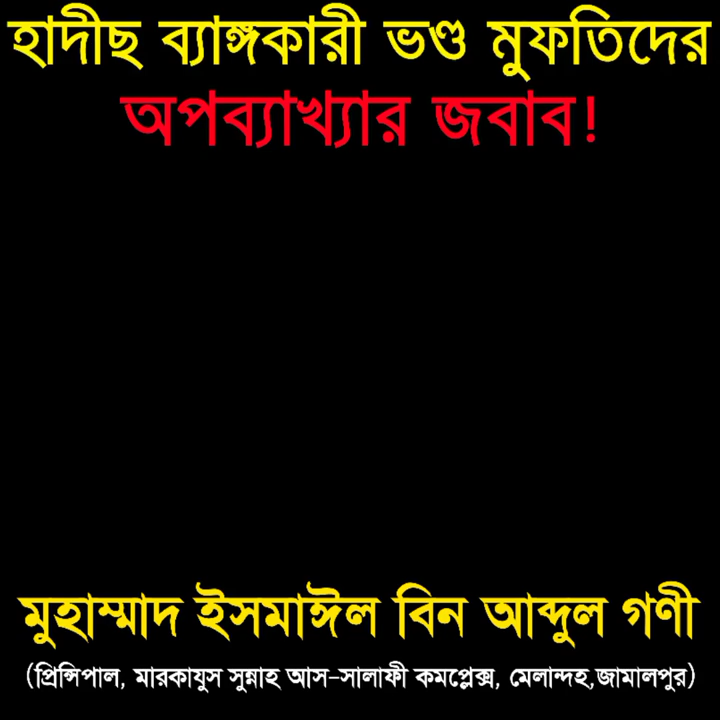 হাদীছ ব্যাঙ্গকারী ভণ্ড মুফতিদের
অপব্যাখ্যার জবাব!
মুহাম্মাদ ইসমাঈল বিন আব্দুল গণী
(প্রিন্সিপাল, মারকাযুস সুন্নাহ আস-সালাফী কমপ্লেক্স, মেলান্দহ,জামালপুর)